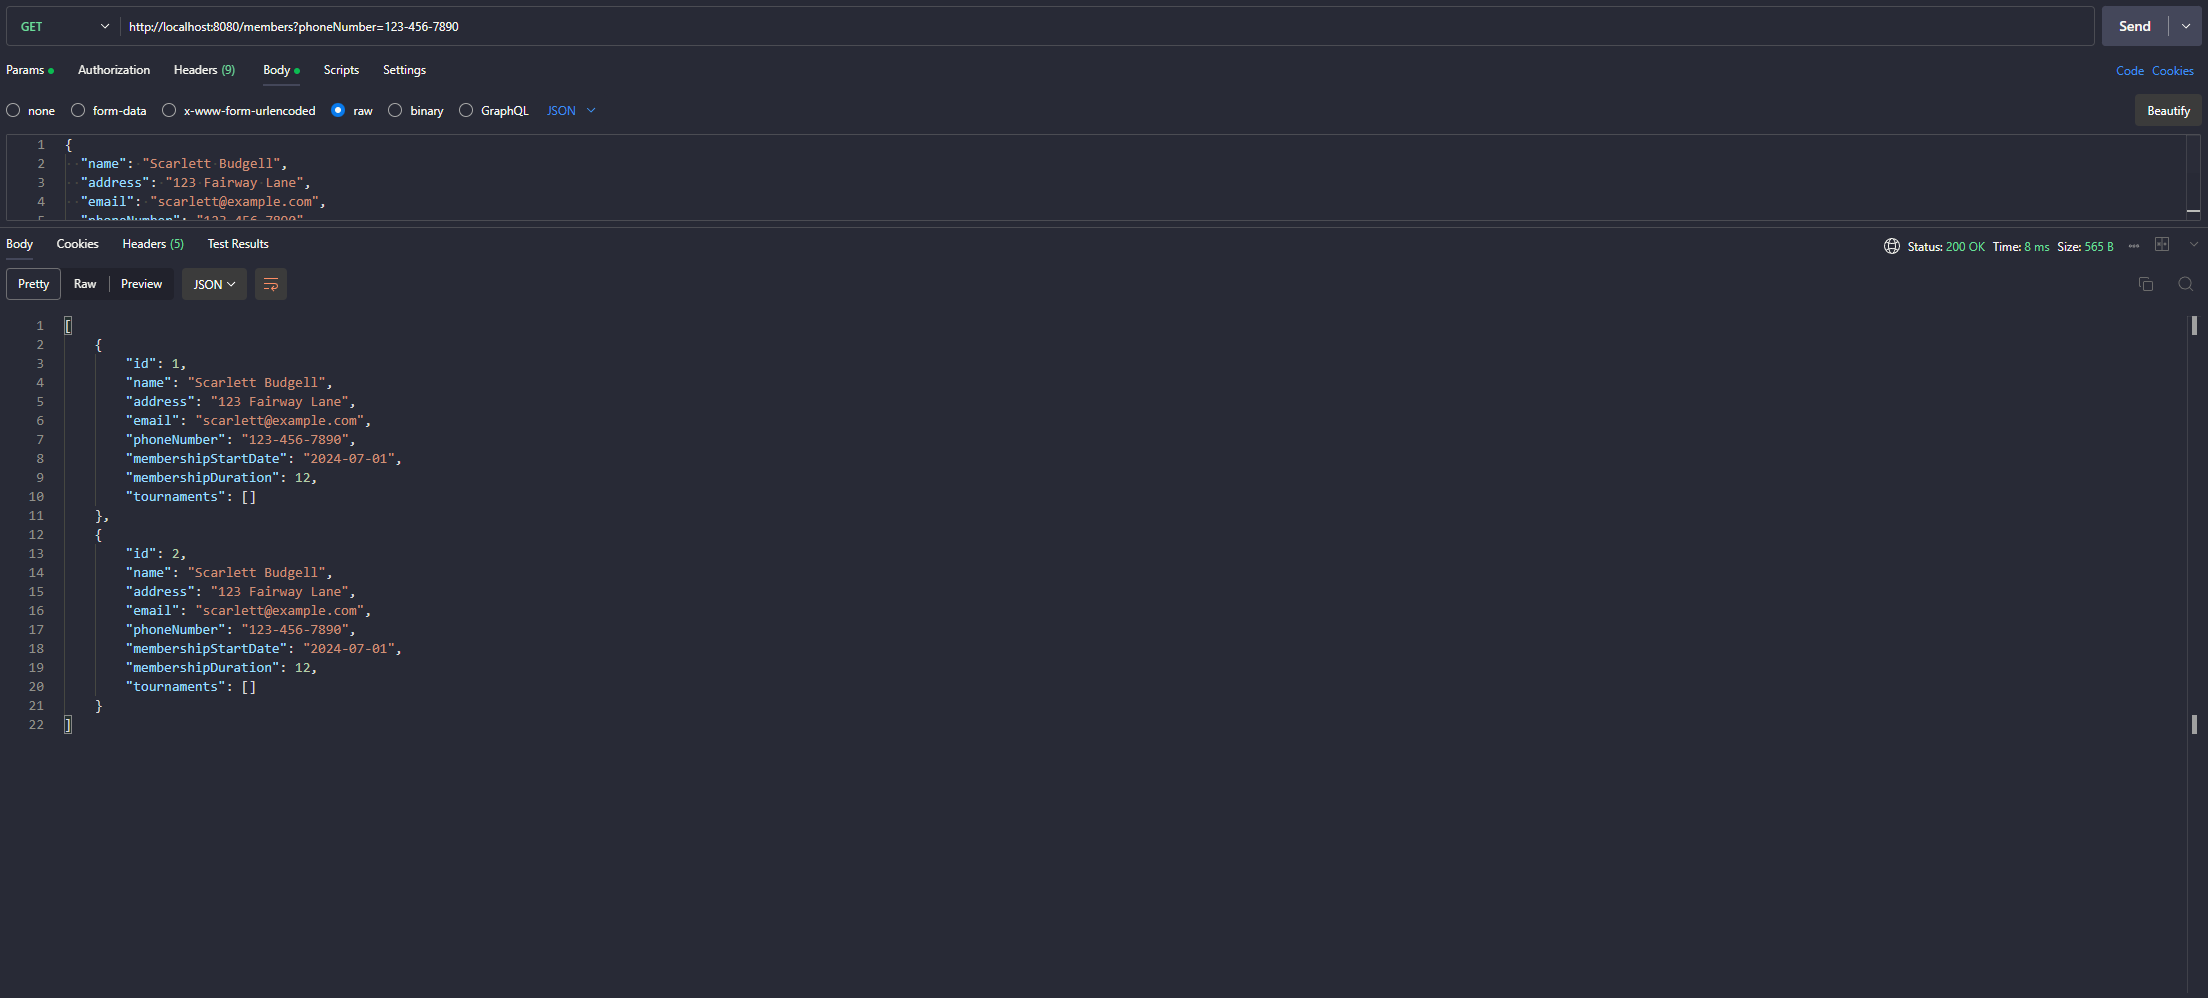 GET http://localhost:8080/members?phoneNumber=123-456-7890 Send
Params Authorization Headers (9) Body Scripts Settings Code Cookies
none form-data x-www-form-urlencoded raw binary GraphQL JSON Beautify
1 {
2 "name": "Scarlett Budgell",
3 "address": "123 Fairway Lane",
4 "email": "scarlett@example.com",
5 "phoneNumber": "123-456-7890"
Body Cookies Headers (5) Test Results Status: 200 OK Time: 8 ms Size: 565 B
Pretty Raw Preview JSON
1 [
2 {
3 "id": 1,
4 "name": "Scarlett Budgell",
5 "address": "123 Fairway Lane",
6 "email": "scarlett@example.com",
7 "phoneNumber": "123-456-7890",
8 "membershipStartDate": "2024-07-01",
9 "membershipDuration": 12,
10 "tournaments": []
11 },
12 {
13 "id": 2,
14 "name": "Scarlett Budgell",
15 "address": "123 Fairway Lane",
16 "email": "scarlett@example.com",
17 "phoneNumber": "123-456-7890",
18 "membershipStartDate": "2024-07-01",
19 "membershipDuration": 12,
20 "tournaments": []
21 }
22 ]